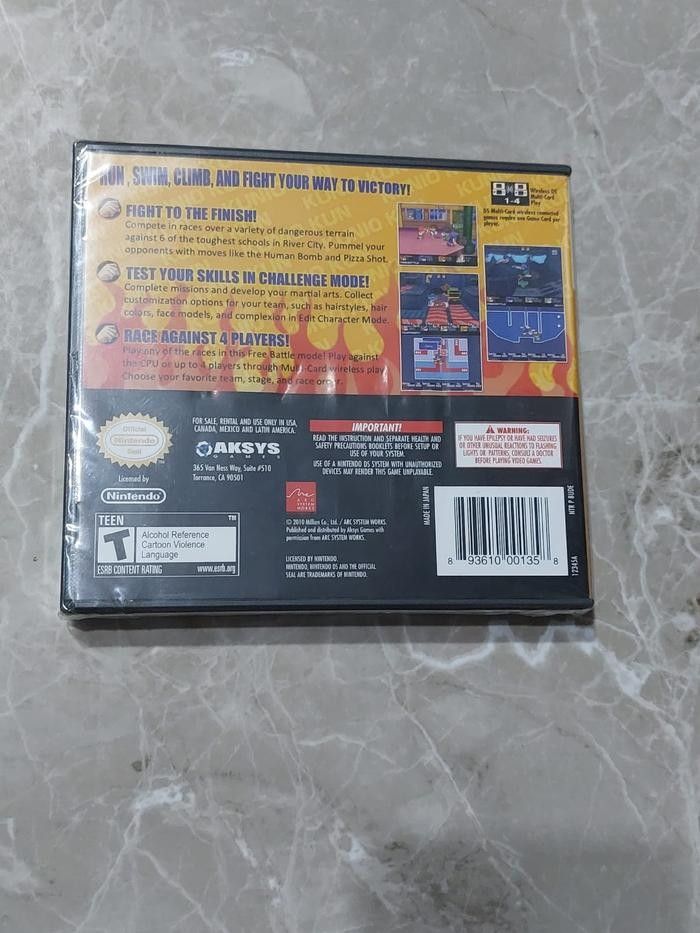 RUN, SWIM, CLIMB, AND FIGHT YOUR WAY TO VICTORY!
FIGHT TO THE FINISH!
Compete in races over a variety of dangerous terrain
against 6 of the toughest schools in River City. Pummel your
opponents with moves like the Human Bomb and Pizza Shot.
TEST YOUR SKILLS IN CHALLENGE MODE!
Complete missions and develop your martial arts. Collect
customization options for your team, such as hairstyles, hair
colors, face models, and complexion in Edit Character Mode.
RACE AGAINST 4 PLAYERS!
Play any of the races in this Free Battle mode! Play against
the CPU or up to 4 players through Multi-Card wireless play
Choose your favorite team, stage, and race order.
1-4
Wireless DS
Multi-Card
Play
DS Multi-Card wireless connected
games require one Game Card per
player.
Official
Nintendo
Seal
Licensed by
Nintendo
FOR SALE, RENTAL AND USE ONLY IN USA,
CANADA, MEXICO AND LATIN AMERICA.
AKSYS
GAMES
365 Van Ness Way, Suite #510
Torrance, CA 90501
IMPORTANT!
READ THE INSTRUCTION AND SEPARATE HEALTH AND
SAFETY PRECAUTIONS BOOKLETS BEFORE SETUP OR
USE OF YOUR SYSTEM.
USE OF A NINTENDO DS SYSTEM WITH UNAUTHORIZED
DEVICES MAY RENDER THIS GAME UNPLAYABLE.
WARNING:
IF YOU HAVE EPILEPSY OR HAVE HAD SEIZURES
OR OTHER UNUSUAL REACTIONS TO FLASHING
LIGHTS OR PATTERNS, CONSULT A DOCTOR
BEFORE PLAYING VIDEO GAMES.
ARC
SYSTEM
WORKS
© 2010 Million Co., Ltd. / ARC SYSTEM WORKS.
Published and distributed by Aksys Games with
permission from ARC SYSTEM WORKS.
LICENSED BY NINTENDO.
NINTENDO, NINTENDO DS AND THE OFFICIAL
SEAL ARE TRADEMARKS OF NINTENDO.
TEEN
TM
T
Alcohol Reference
Cartoon Violence
Language
ESRB CONTENT RATING
www.esrb.org
MADE IN JAPAN
8 93610 00135 8
NTR P BUDE
12345A